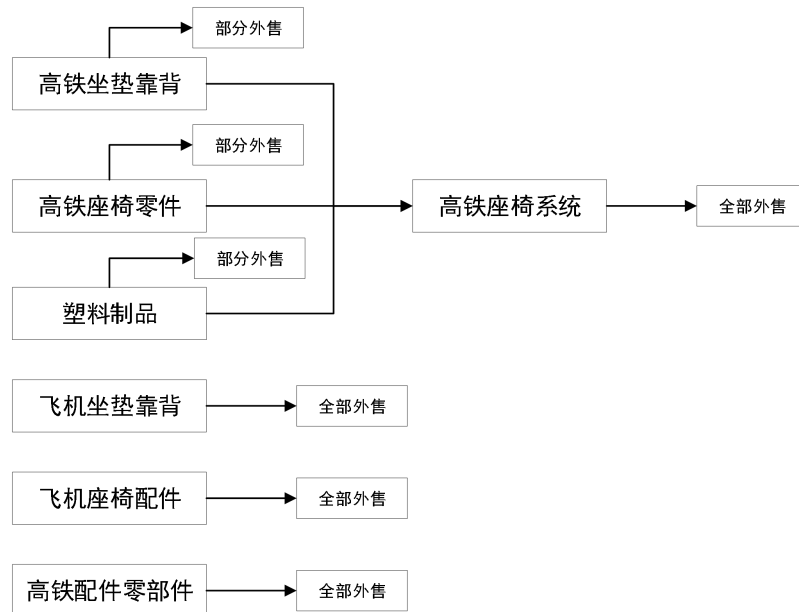 部分外售
高铁坐垫靠背
部分外售
高铁座椅零件
高铁座椅系统
全部外售
部分外售
塑料制品
飞机坐垫靠背
全部外售
飞机座椅配件
全部外售
高铁配件零部件
全部外售